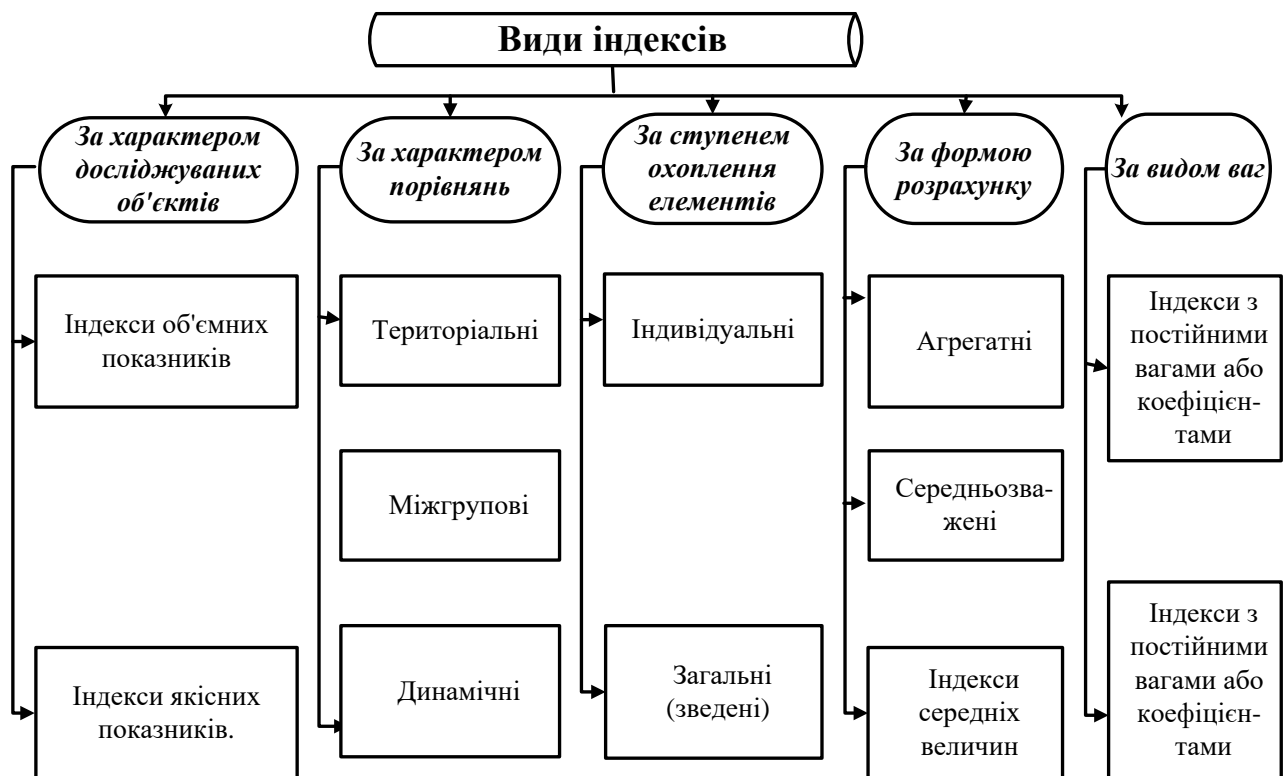 Види індексів
За характером
досліджуваних
об'єктів
За характером
порівнянь
За ступенем
охоплення
елементів
За формою
розрахунку
За видом ваг
Індекси об'ємних
показників
Індекси якісних
показників.
Територіальні
Міжгрупові
Динамічні
Індивідуальні
Загальні
(зведені)
Агрегатні
Середньозва-
жені
Індекси
середніх
величин
Індекси з
постійними
вагами або
коефіцієн-
тами
Індекси з
постійними
вагами або
коефіцієн-
тами